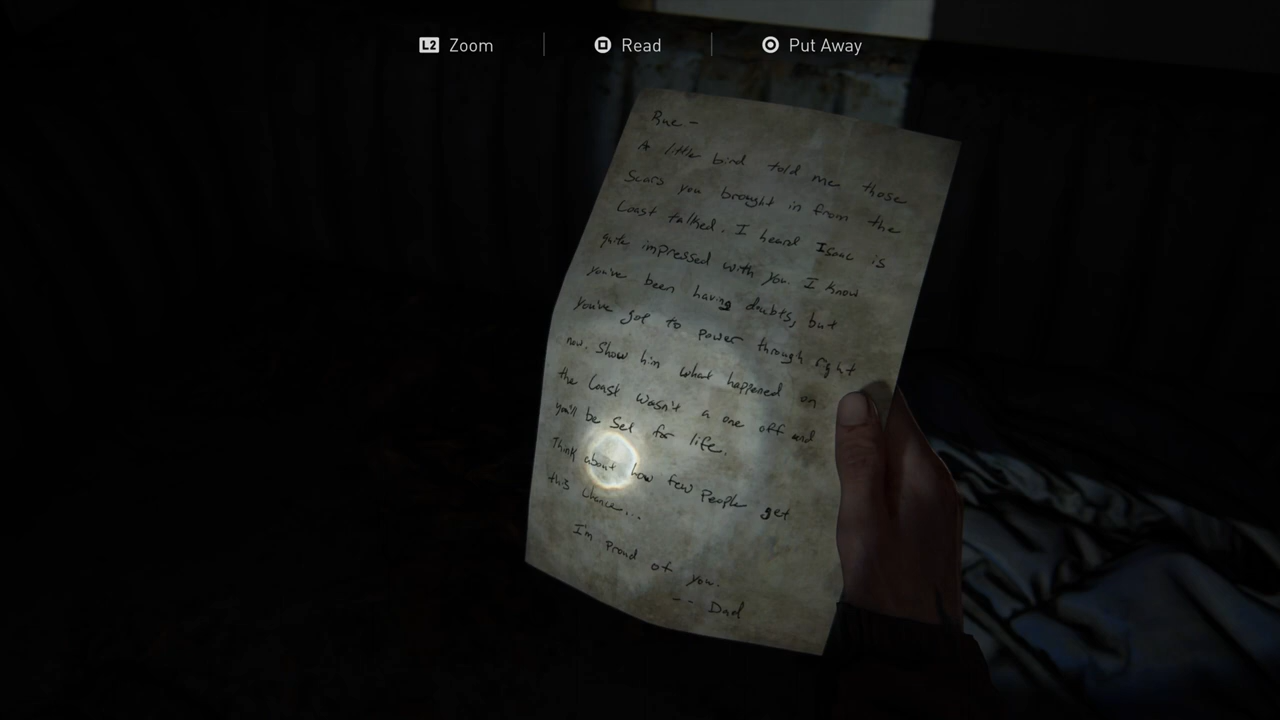 L2 Zoom
Read
Put Away
Rue -
A little bird told me those
Scars you brought in from the
Coast talked. I heard Isaac is
quite impressed with you. I know
you've been having doubts, but
you've got to power through right
now. Show him what happened on
the Coast wasn't a one off and
you'll be set for life.
Think about how few people get
this chance...
I'm proud of you.
-- Dad